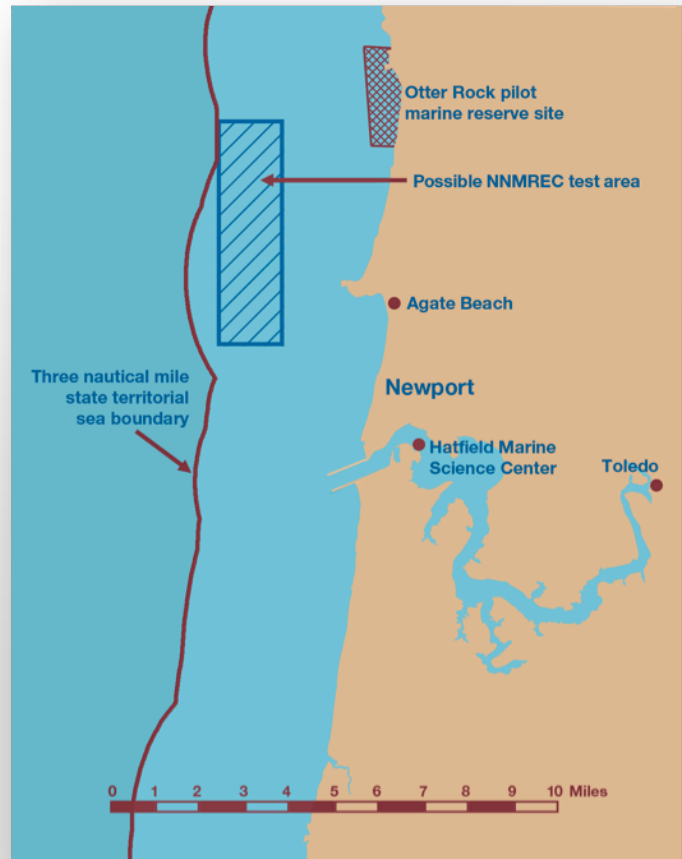 Otter Rock pilot
marine reserve site
Possible NNMREC test area
Agate Beach
Three nautical mile
state territorial
sea boundary
Newport
Hatfield Marine
Science Center
Toledo
0 1 2 3 4 5 6 7 8 9 10 Miles